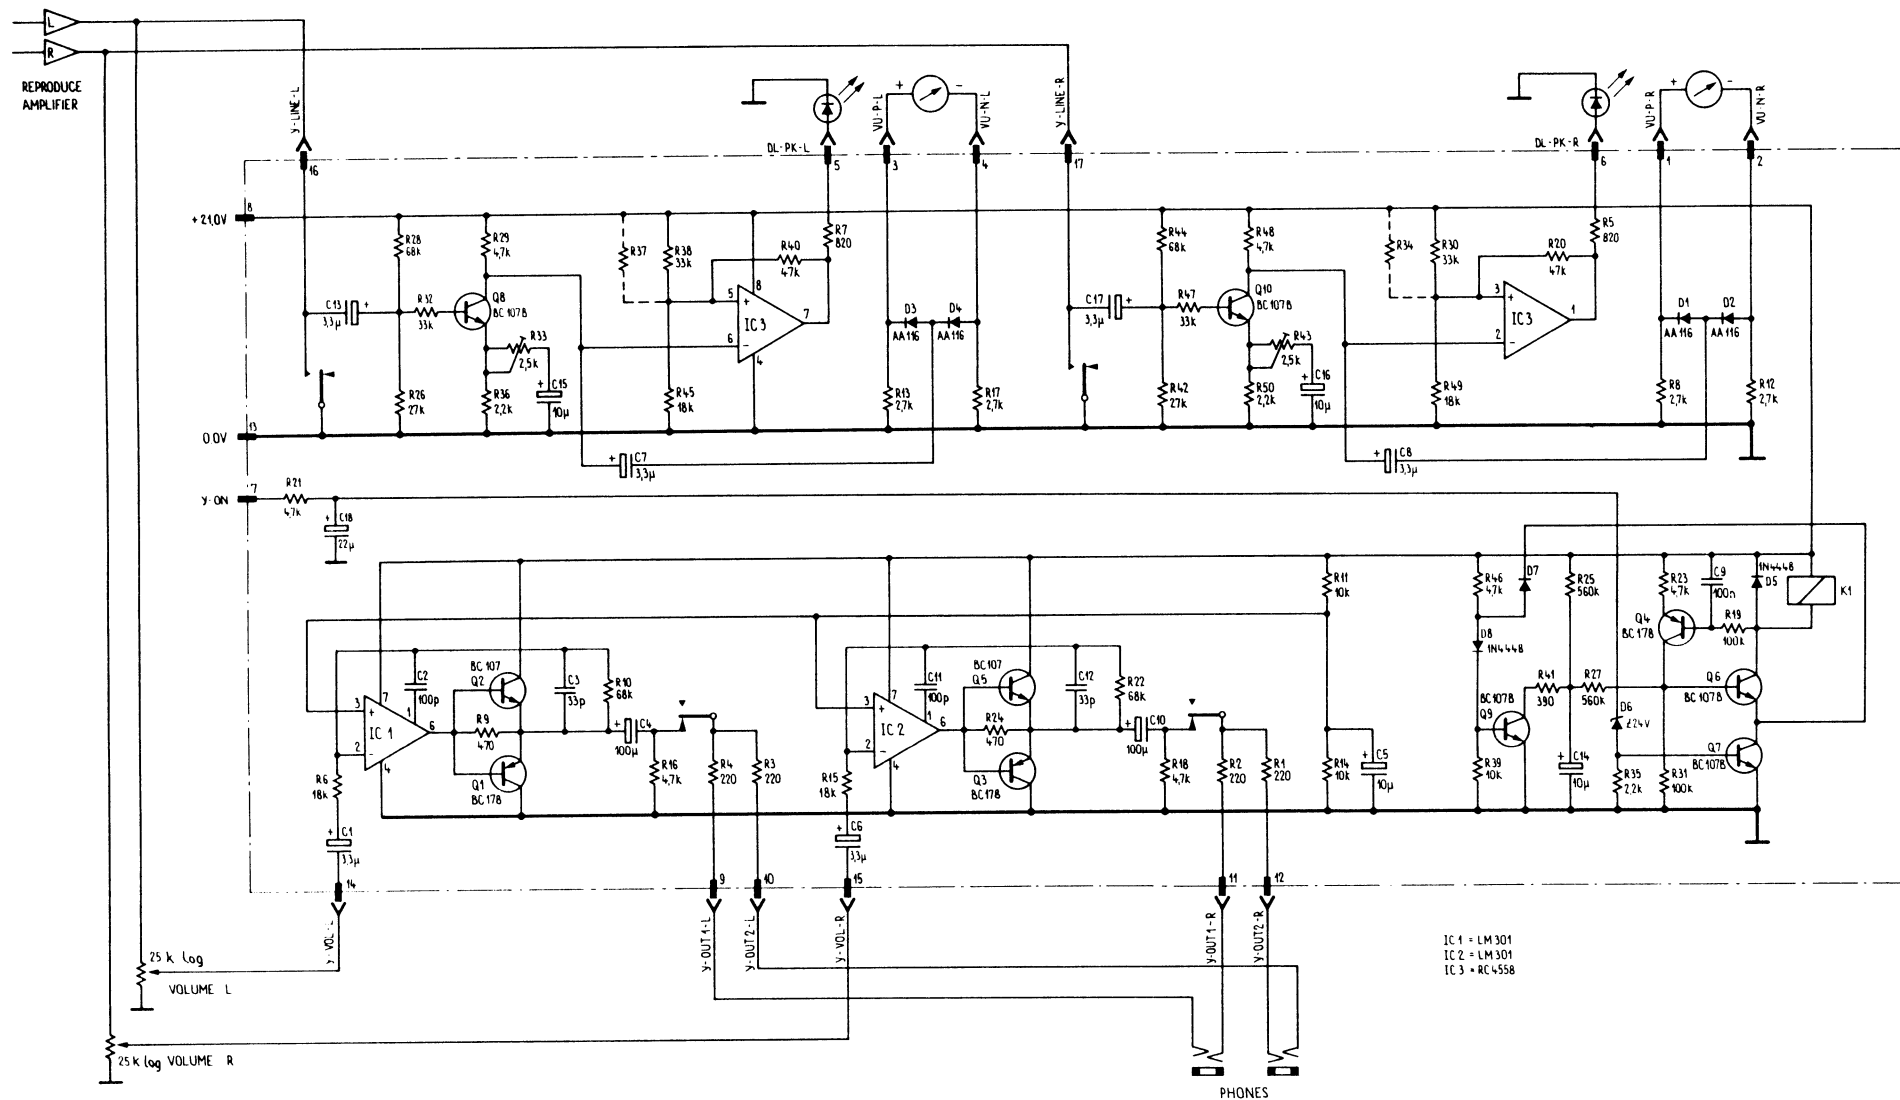 L
R
REPRODUCE
AMPLIFIER
Y-LINE-L
16
DL-PK-L
5
VU-P-L
3
+
-
VU-N-L
4
Y-LINE-R
17
DL-PK-R
6
VU-P-R
1
+
-
VU-N-R
2
+21,0V
8
R28
68k
R29
4,7k
R37
R38
33k
R40
47k
R7
820
C13
+
3,3µ
R32
33k
Q8
BC107B
R33
2,5k
+
C15
10µ
R26
27k
R36
2,2k
R45
18k
5
+
8
IC3
7
6
-
4
D3
AA116
D4
AA116
R13
2,7k
R17
2,7k
R44
68k
R48
4,7k
R34
R30
33k
R20
47k
R5
820
C17
+
3,3µ
R47
33k
Q10
BC107B
R43
2,5k
+
C16
10µ
R42
27k
R50
2,2k
R49
18k
3
+
IC3
1
2
-
D1
AA116
D2
AA116
R8
2,7k
R12
2,7k
0.0V
13
+
C7
3,3µ
+
C8
3,3µ
Y-ON
7
R21
4,7k
+
C18
22µ
R11
10k
R46
4,7k
D7
R25
560k
R23
4,7k
C9
100n
1N4448
D5
K1
Q4
BC178
R19
100k
D8
1N4448
R41
390
R27
560k
Q6
BC107B
BC107B
Q9
D6
Z24V
Q7
BC107B
R39
10k
+
C14
10µ
R35
2,2k
R31
100k
C2
100p
BC107
Q2
C3
33p
R10
68k
3
+
7
1
IC 1
6
2
-
4
R9
470
+
C4
100µ
R6
18k
Q1
BC178
R16
4,7k
R4
220
R3
220
+
C1
3,3µ
C11
100p
BC107
Q5
C12
33p
R22
68k
3
+
7
1
IC 2
6
2
-
4
R24
470
+
C10
100µ
R15
18k
Q3
BC178
R18
4,7k
R2
220
R1
220
R14
10k
+
C5
10µ
+
C6
3,3µ
14
9
10
15
11
12
Y-VOL-L
Y-OUT1-L
Y-OUT2-L
Y-VOL-R
Y-OUT1-R
Y-OUT2-R
IC 1 = LM301
IC 2 = LM301
IC 3 = RC4558
25 k log
VOLUME L
25 k log VOLUME R
PHONES